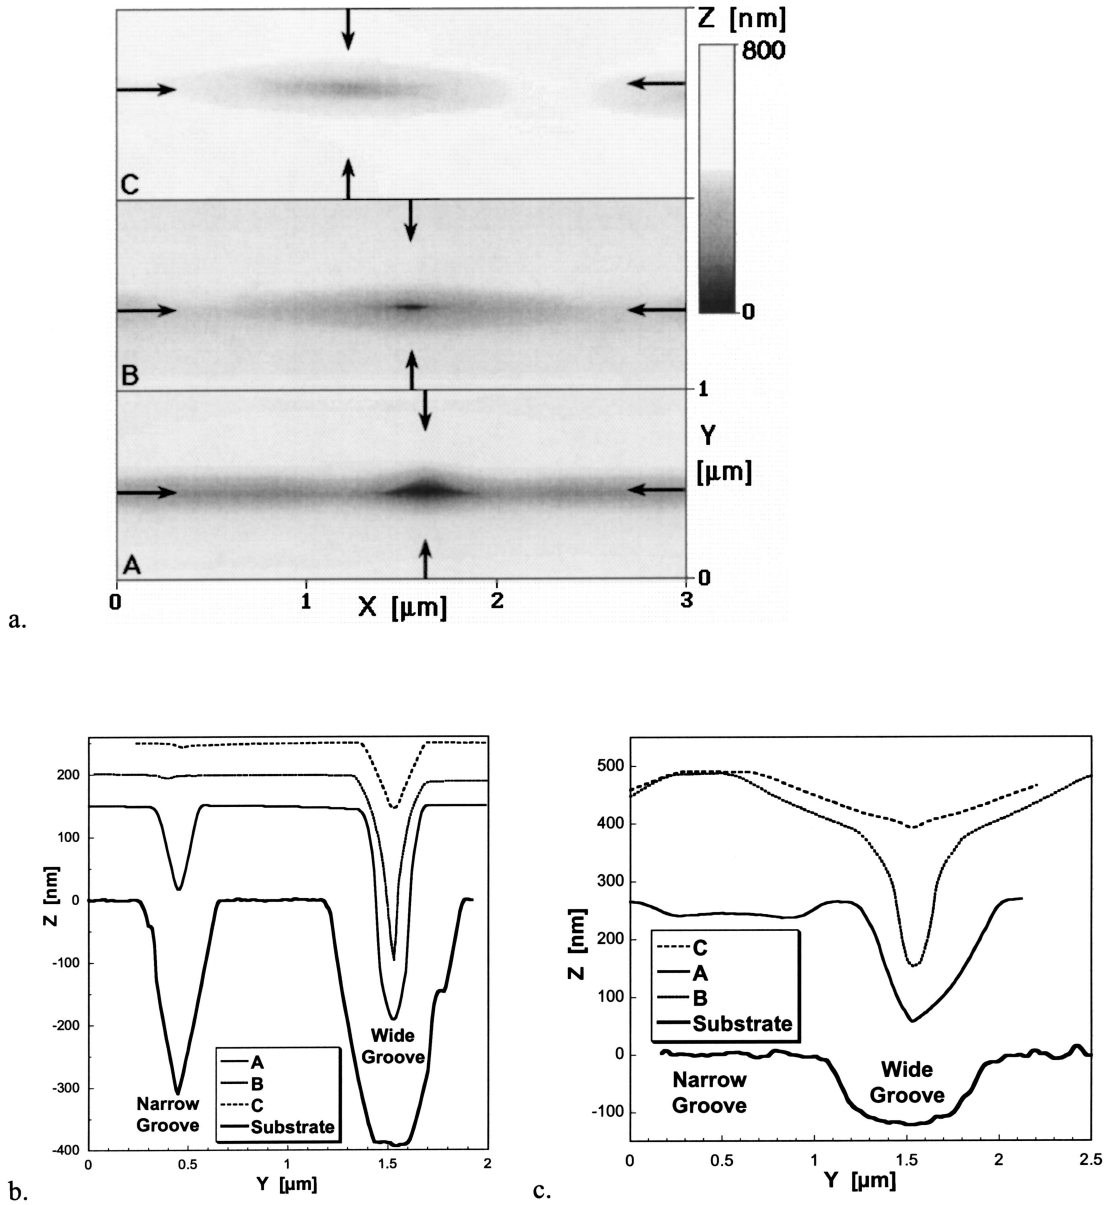 Z [nm]
800
0
C
B
A
1
Y
[μm]
0
0
1
X [μm]
2
3
a.
200
100
0
-100
-200
-300
-400
Z [nm]
Wide
Groove
Narrow
Groove
A
B
C
Substrate
0
0.5
1
1.5
2
Y [μm]
b.
500
400
300
200
100
0
-100
Z [nm]
C
A
B
Substrate
Narrow
Groove
Wide
Groove
0
0.5
1
1.5
2
2.5
Y [μm]
c.